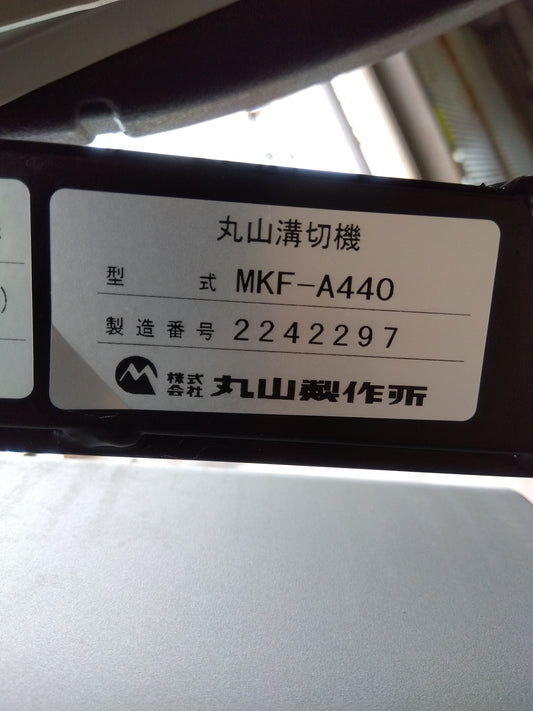 丸山溝切機
型式 MKF-A440
製造番号 2242297
株式会社 丸山製作所